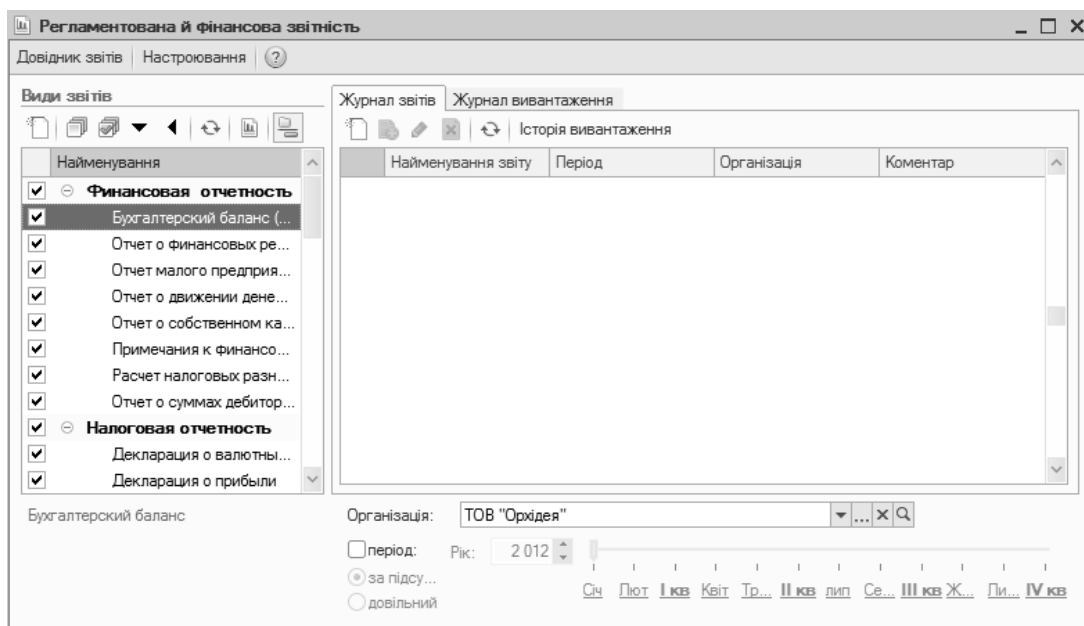 Регламентована й фінансова звітність
Довідник звітів Настроювання ?
Види звітів
Журнал звітів Журнал вивантаження
Історія вивантаження
Найменування
Найменування звіту Період Організація Коментар
Финансовая отчетность
Бухгалтерский баланс (...
Отчет о финансовых ре...
Отчет малого предприя...
Отчет о движении дене...
Отчет о собственном ка...
Примечания к финансо...
Расчет налоговых разн...
Отчет о суммах дебитор...
Налоговая отчетность
Декларация о валютны...
Декларация о прибыли
Бухгалтерский баланс
Організація: ТОВ "Орхідея"
період: Рік: 2 012
за підсу...
довільний
Січ Лют I кв Квіт Тр... II кв лип Се... III кв Ж... Ли... IV кв